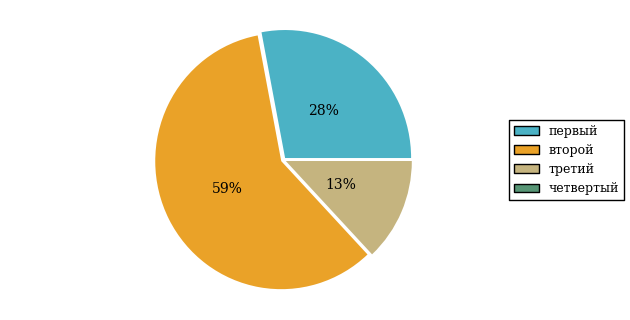 28%
13%
59%
первый
второй
третий
четвертый